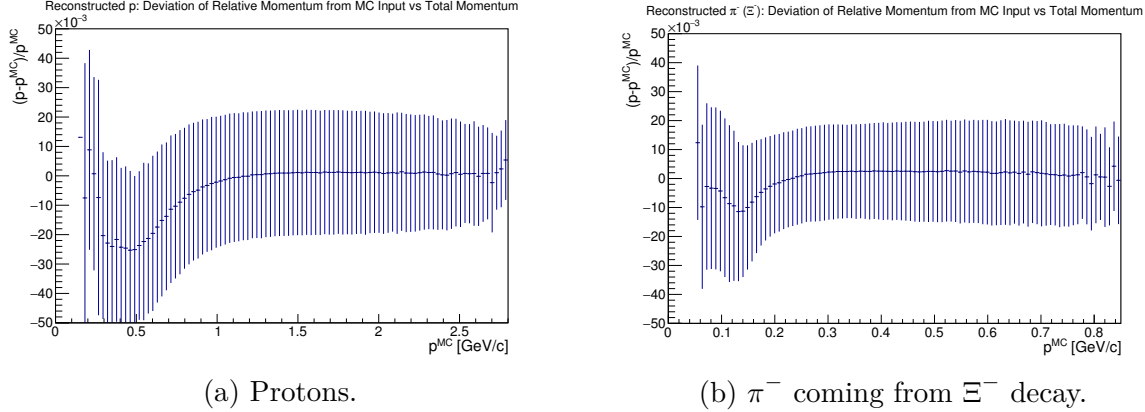 Reconstructed p: Deviation of Relative Momentum from MC Input vs Total Momentum
×10⁻³
(p-p^MC)/p^MC
50
40
30
20
10
0
−10
−20
−30
−40
−50
0 0.5 1 1.5 2 2.5
p^MC [GeV/c]
(a) Protons.
Reconstructed π⁻ (Ξ⁻): Deviation of Relative Momentum from MC Input vs Total Momentum
×10⁻³
(p-p^MC)/p^MC
50
40
30
20
10
0
−10
−20
−30
−40
−50
0 0.1 0.2 0.3 0.4 0.5 0.6 0.7 0.8
p^MC [GeV/c]
(b) π⁻ coming from Ξ⁻ decay.